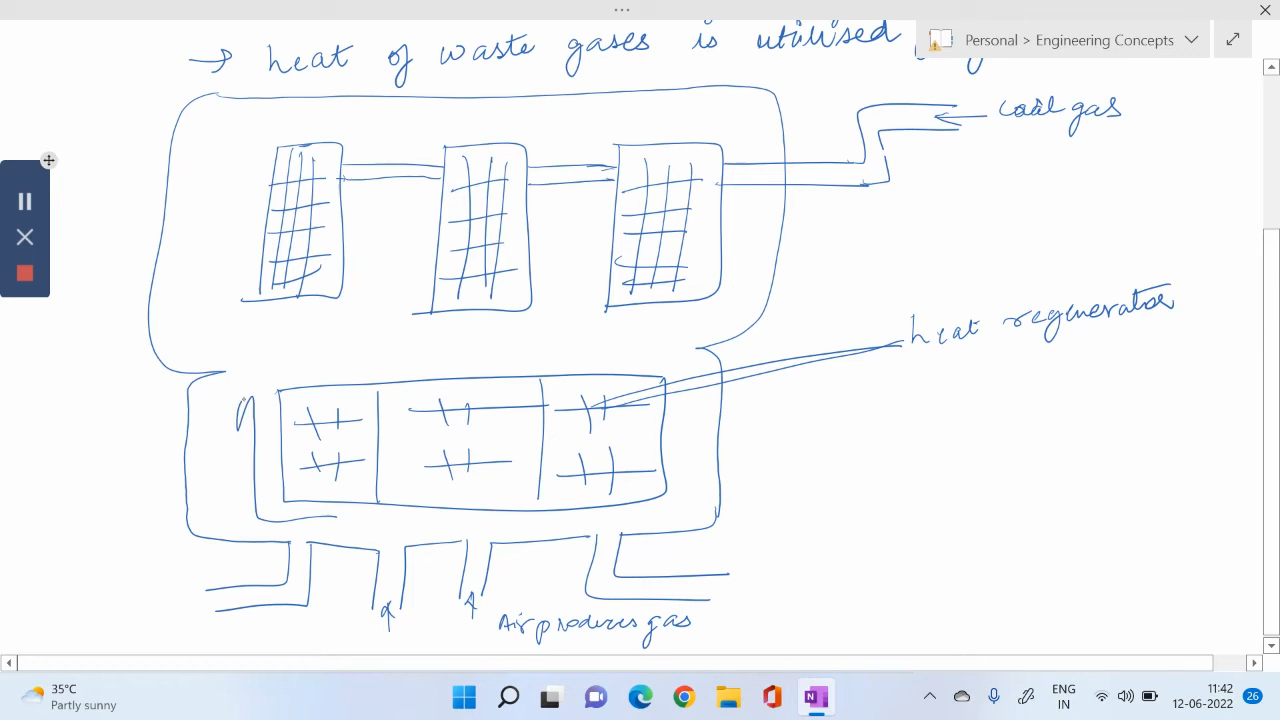 Personal > Engineering Concepts
→ heat of waste gases is utilised
coal gas
heat regenerator
Air produces gas
35°C
Partly sunny
ENG
IN
11:42
12-06-2022
26